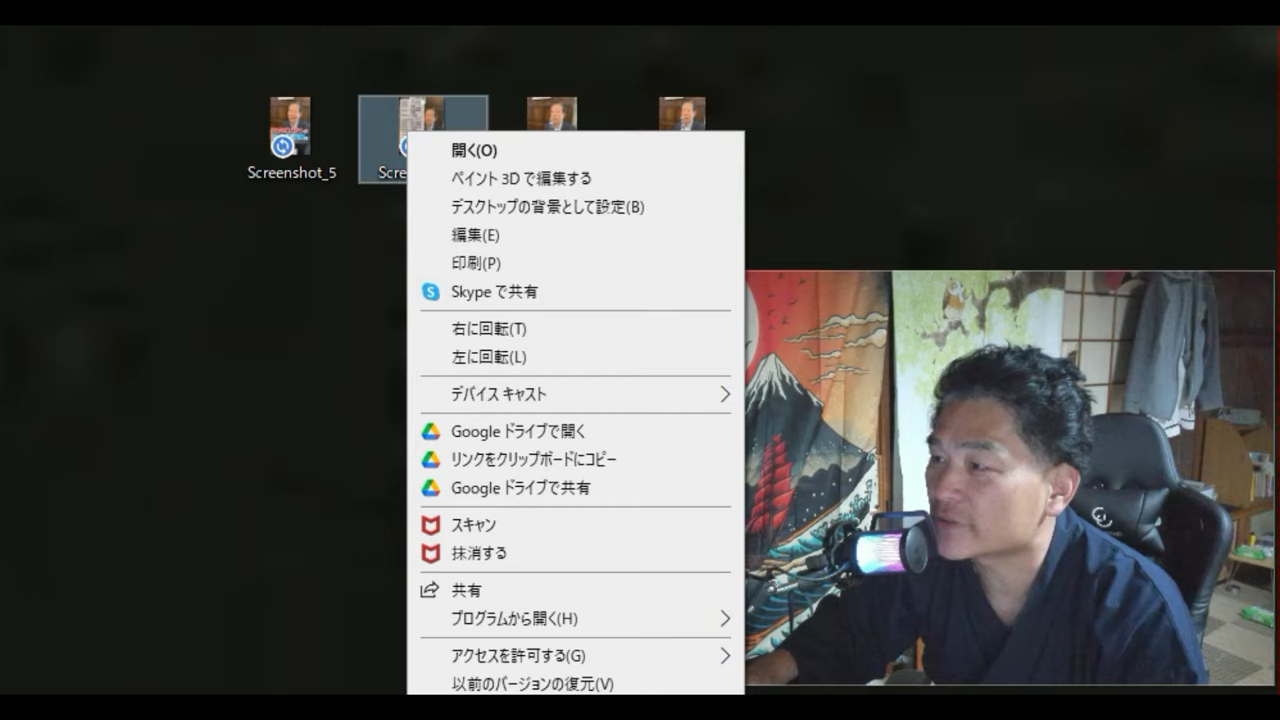 Screenshot_5
Scre
開く(O)
ペイント 3D で編集する
デスクトップの背景として設定(B)
編集(E)
印刷(P)
Skype で共有
右に回転(T)
左に回転(L)
デバイス キャスト
Google ドライブで開く
リンクをクリップボードにコピー
Google ドライブで共有
スキャン
抹消する
共有
プログラムから開く(H)
アクセスを許可する(G)
以前のバージョンの復元(V)